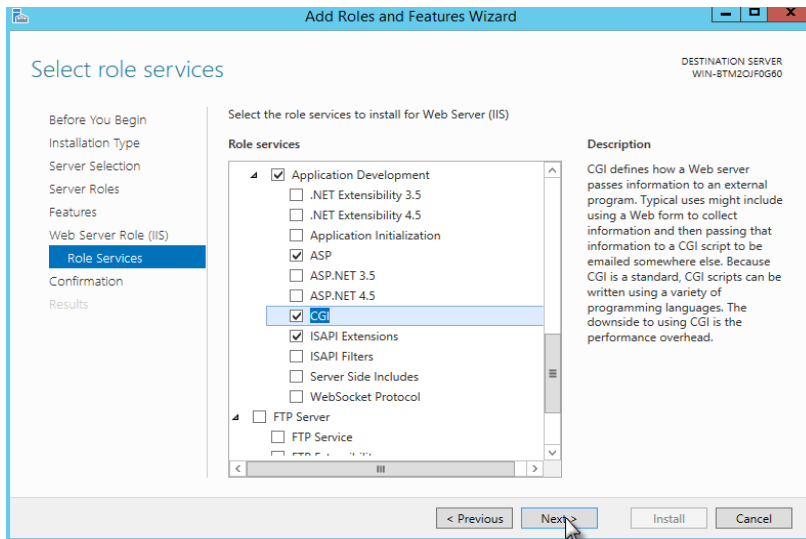 Add Roles and Features Wizard
Select role services
DESTINATION SERVER
WIN-BTM2OJF0G60
Before You Begin
Installation Type
Server Selection
Server Roles
Features
Web Server Role (IIS)
Role Services
Confirmation
Results
Select the role services to install for Web Server (IIS)
Role services
Application Development
.NET Extensibility 3.5
.NET Extensibility 4.5
Application Initialization
ASP
ASP.NET 3.5
ASP.NET 4.5
CGI
ISAPI Extensions
ISAPI Filters
Server Side Includes
WebSocket Protocol
FTP Server
FTP Service
Description
CGI defines how a Web server
passes information to an external
program. Typical uses might include
using a Web form to collect
information and then passing that
information to a CGI script to be
emailed somewhere else. Because
CGI is a standard, CGI scripts can be
written using a variety of
programming languages. The
downside to using CGI is the
performance overhead.
< Previous
Next >
Install
Cancel